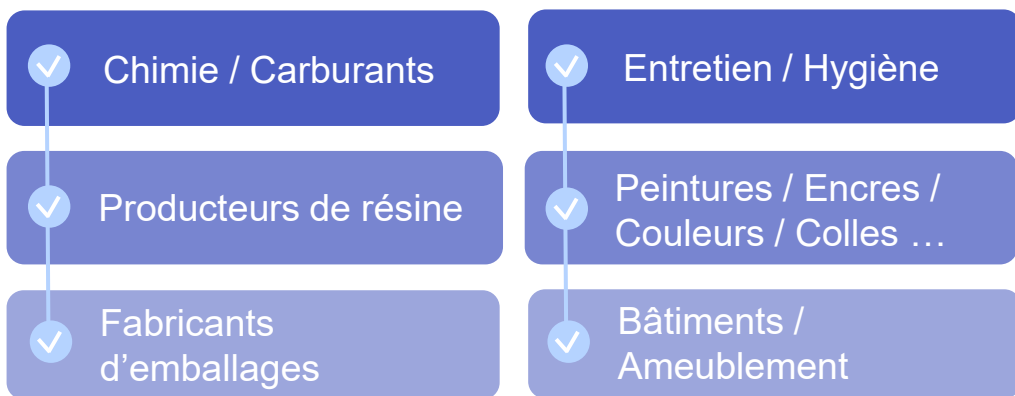 Chimie / Carburants
Producteurs de résine
Fabricants
d’emballages
Entretien / Hygiène
Peintures / Encres /
Couleurs / Colles …
Bâtiments /
Ameublement